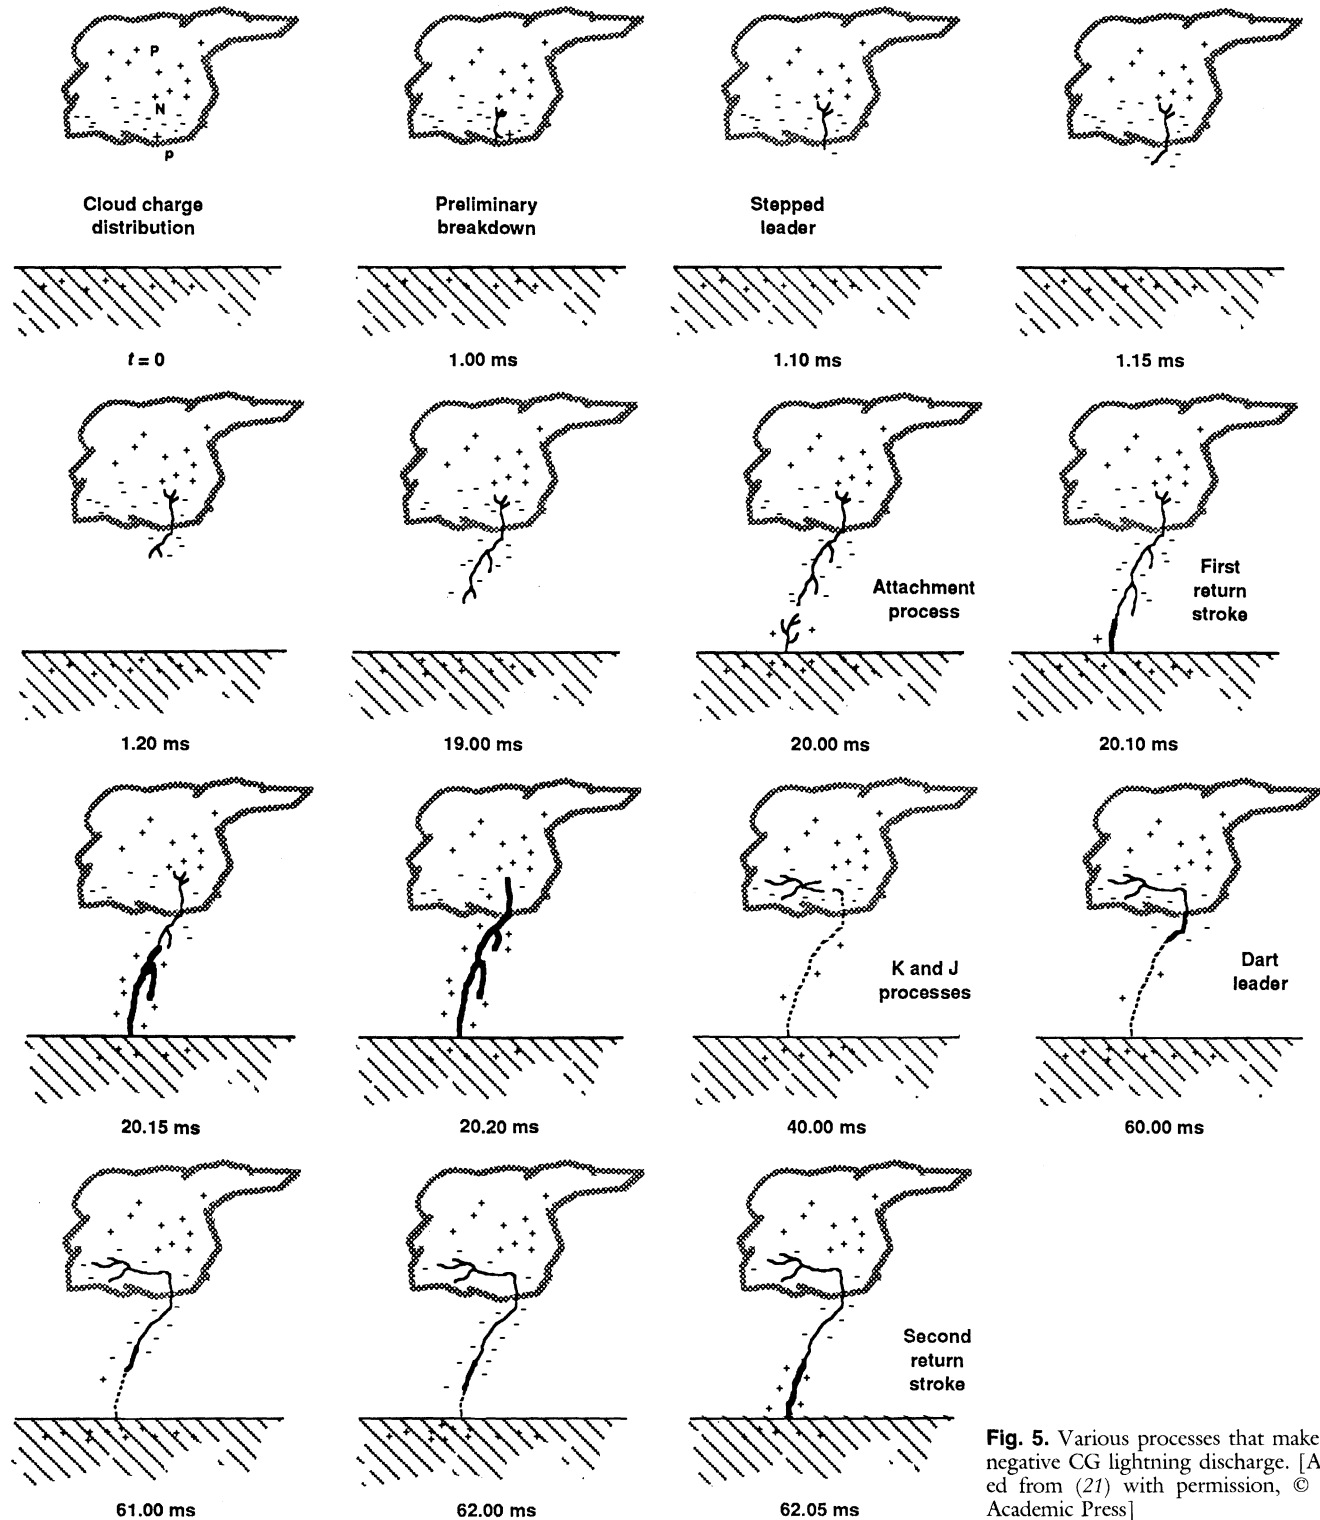 P
N
p
Cloud charge
distribution
Preliminary
breakdown
Stepped
leader
t = 0
1.00 ms
1.10 ms
1.15 ms
Attachment
process
First
return
stroke
1.20 ms
19.00 ms
20.00 ms
20.10 ms
K and J
processes
Dart
leader
20.15 ms
20.20 ms
40.00 ms
60.00 ms
Second
return
stroke
61.00 ms
62.00 ms
62.05 ms
Fig. 5. Various processes that make
negative CG lightning discharge. [A
ed from (21) with permission, ©
Academic Press]